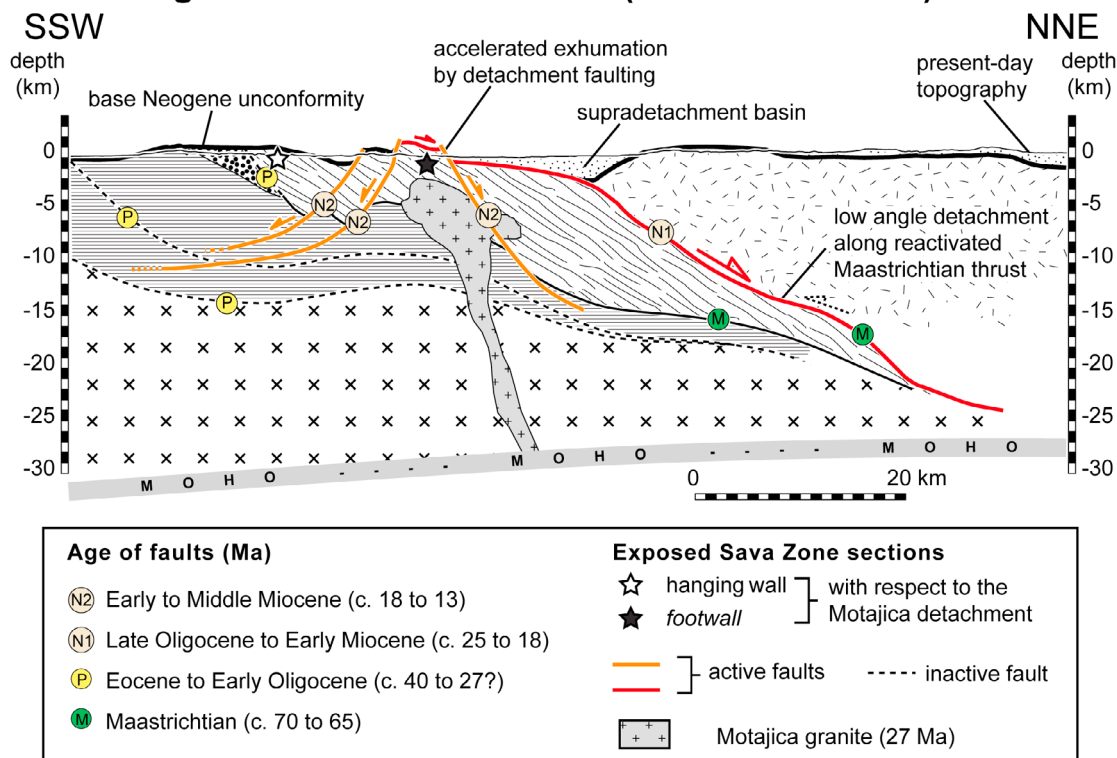 SSW
NNE
depth
(km)
accelerated exhumation
by detachment faulting
present-day
topography
depth
(km)
base Neogene unconformity
supradetachment basin
0
-5
-10
-15
-20
-25
-30
0
-5
-10
-15
-20
-25
-30
P
P
P
N2
N2
N2
N1
M
M
low angle detachment
along reactivated
Maastrichtian thrust
M O H O - - - - M O H O - - - - M O H O
0 20 km
Age of faults (Ma)
N2 Early to Middle Miocene (c. 18 to 13)
N1 Late Oligocene to Early Miocene (c. 25 to 18)
P Eocene to Early Oligocene (c. 40 to 27?)
M Maastrichtian (c. 70 to 65)
Exposed Sava Zone sections
hanging wall
footwall
with respect to the
Motajica detachment
active faults
inactive fault
Motajica granite (27 Ma)